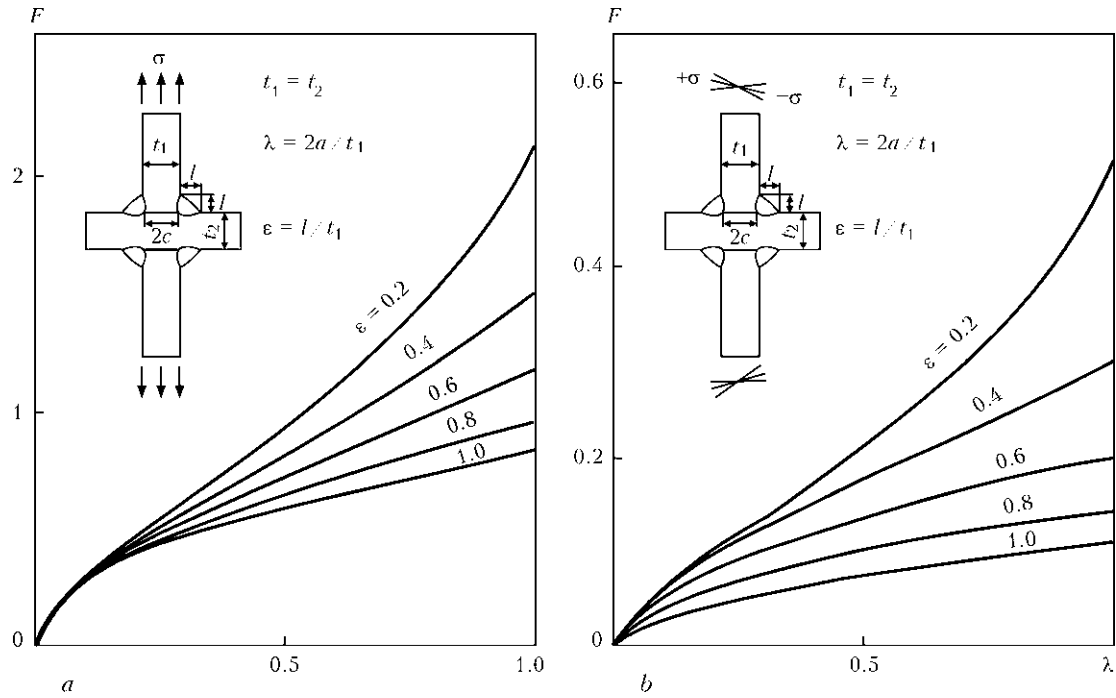 F
2
1
0
0.5
1.0
a
σ
t₁ = t₂
λ = 2a/t₁
ε = l/t₁
t₁
l
l
2c
t₂
ε = 0.2
0.4
0.6
0.8
1.0
F
0.6
0.4
0.2
0
0.5
λ
b
+σ
−σ
t₁ = t₂
λ = 2a/t₁
ε = l/t₁
t₁
l
l
2c
t₂
ε = 0.2
0.4
0.6
0.8
1.0